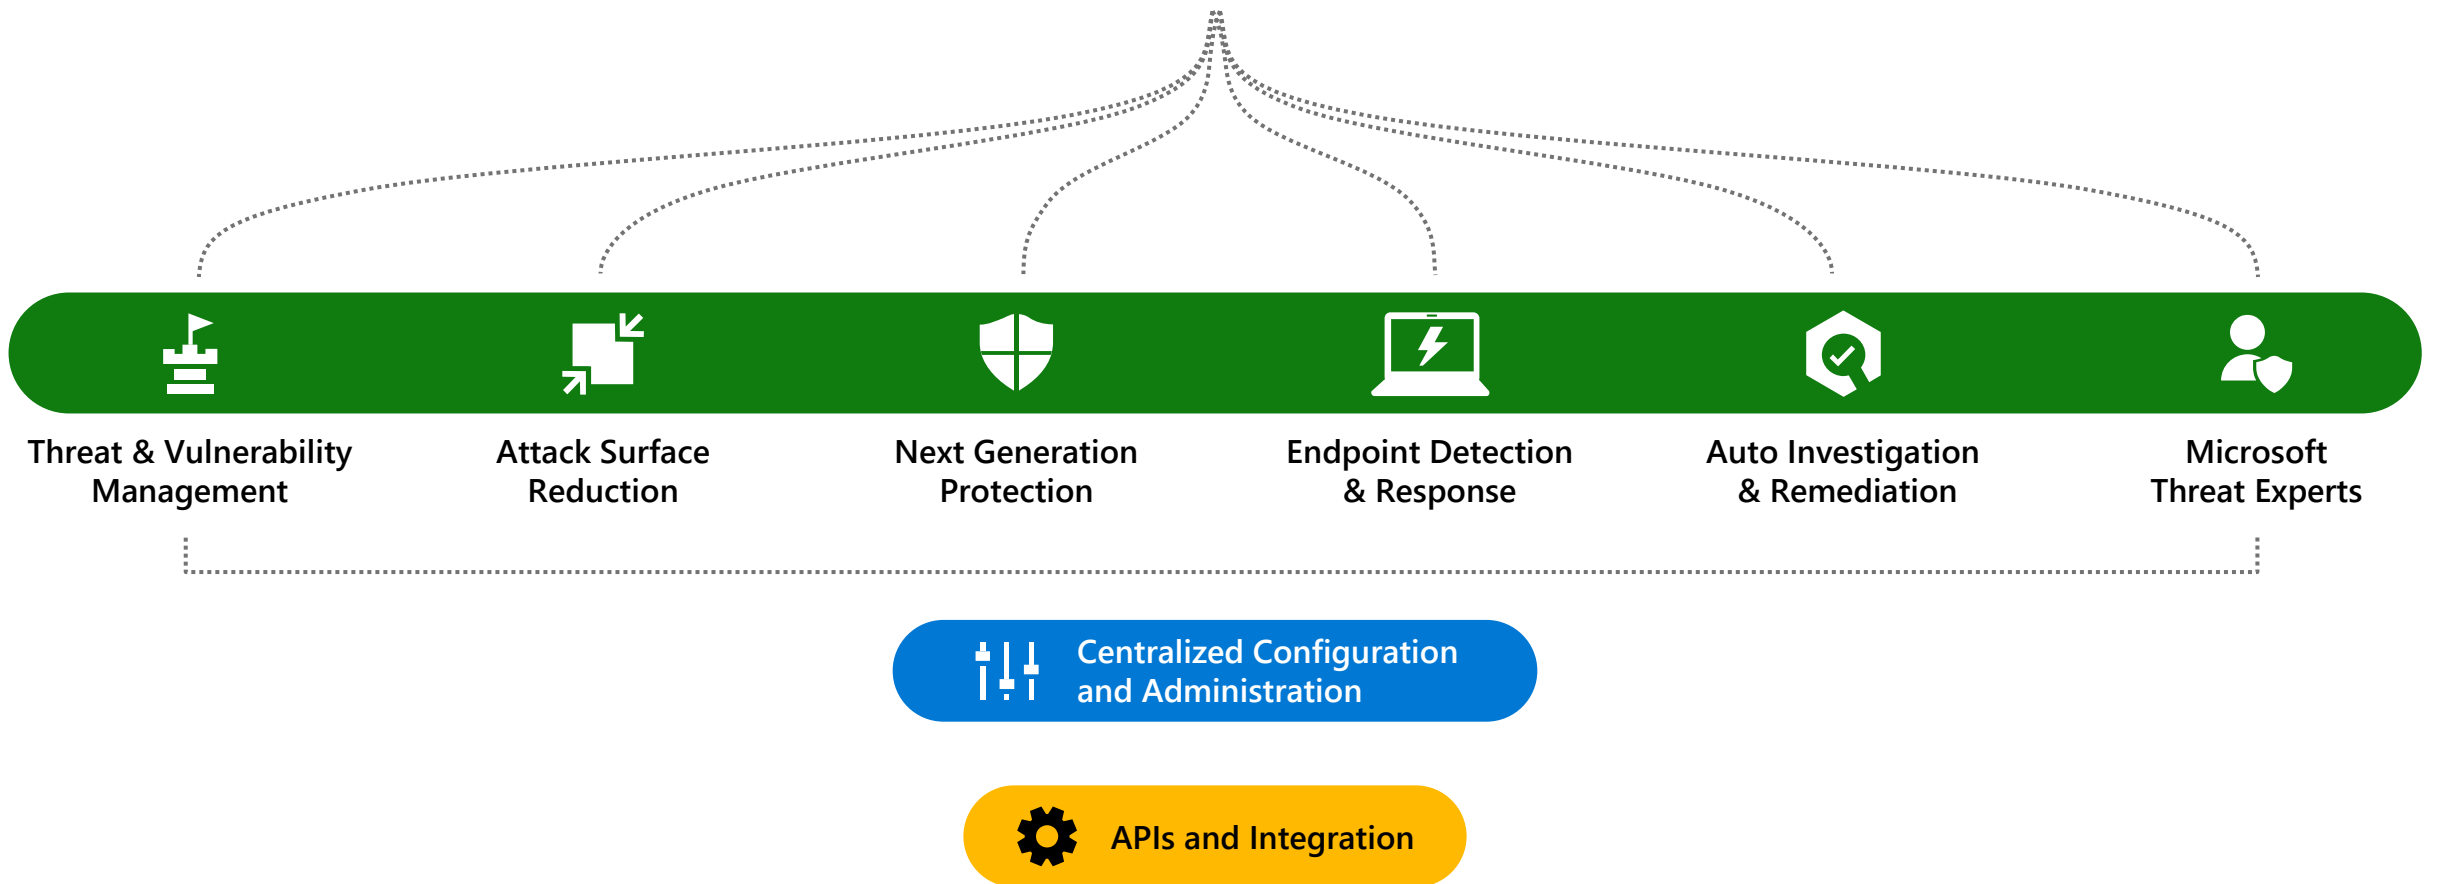 Threat & Vulnerability
Management
Attack Surface
Reduction
Next Generation
Protection
Endpoint Detection
& Response
Auto Investigation
& Remediation
Microsoft
Threat Experts
Centralized Configuration
and Administration
APIs and Integration